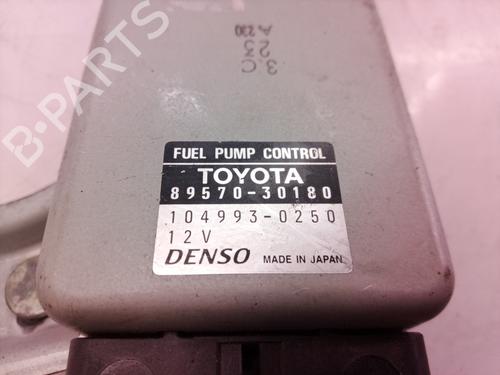 3.C
23
A 230
B-PARTS
FUEL PUMP CONTROL
TOYOTA
89570-30180
104993-0250
12V
DENSO MADE IN JAPAN